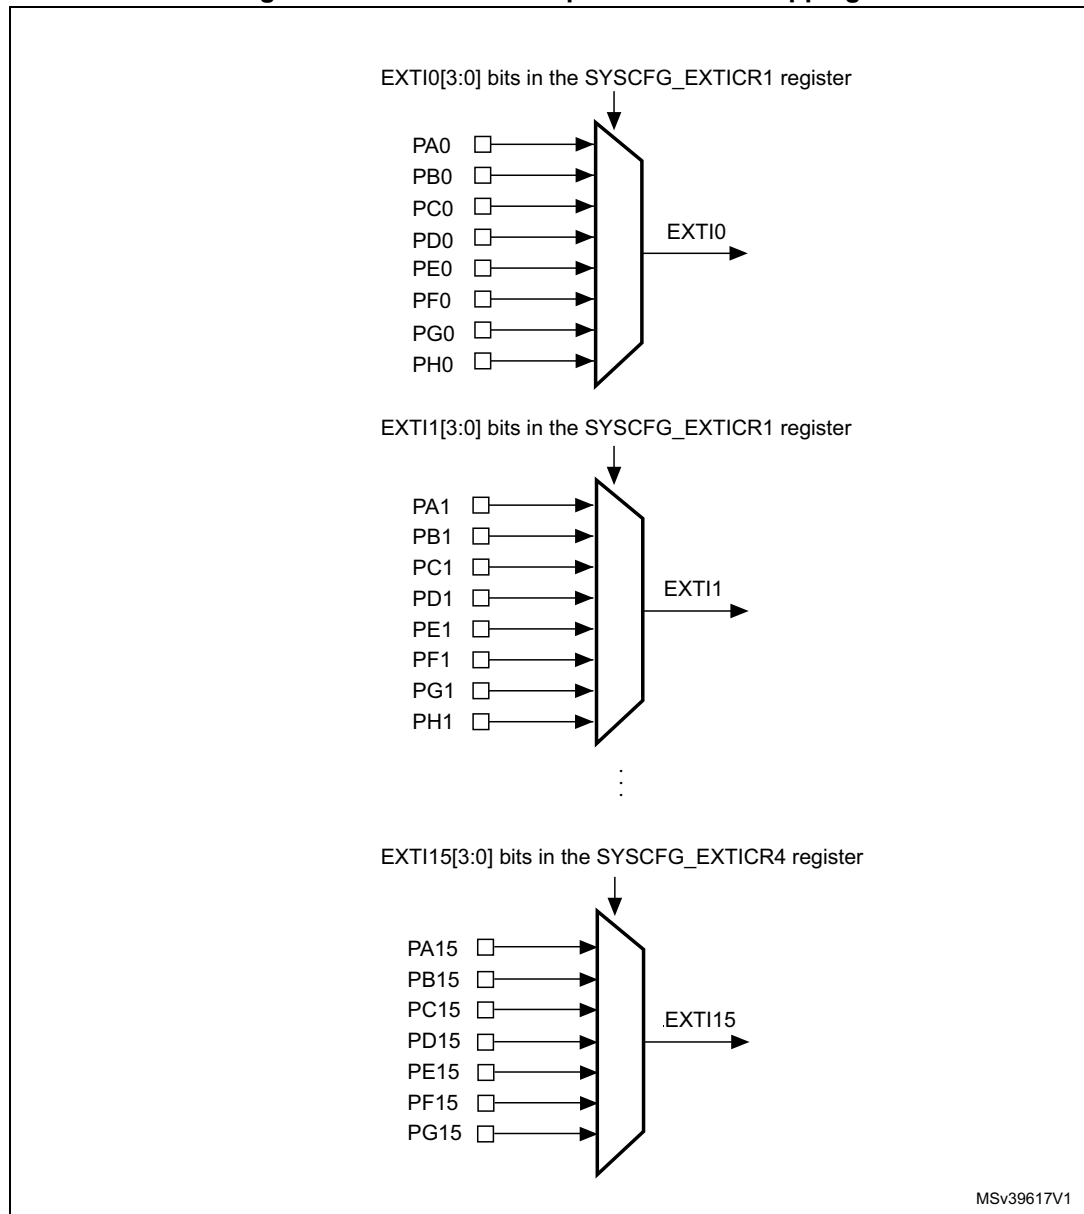 EXTI0[3:0] bits in the SYSCFG_EXTICR1 register
PA0
PB0
PC0
PD0
EXTI0
PE0
PF0
PG0
PH0
EXTI1[3:0] bits in the SYSCFG_EXTICR1 register
PA1
PB1
PC1
PD1
EXTI1
PE1
PF1
PG1
PH1
EXTI15[3:0] bits in the SYSCFG_EXTICR4 register
PA15
PB15
PC15
EXTI15
PD15
PE15
PF15
PG15
MSv39617V1